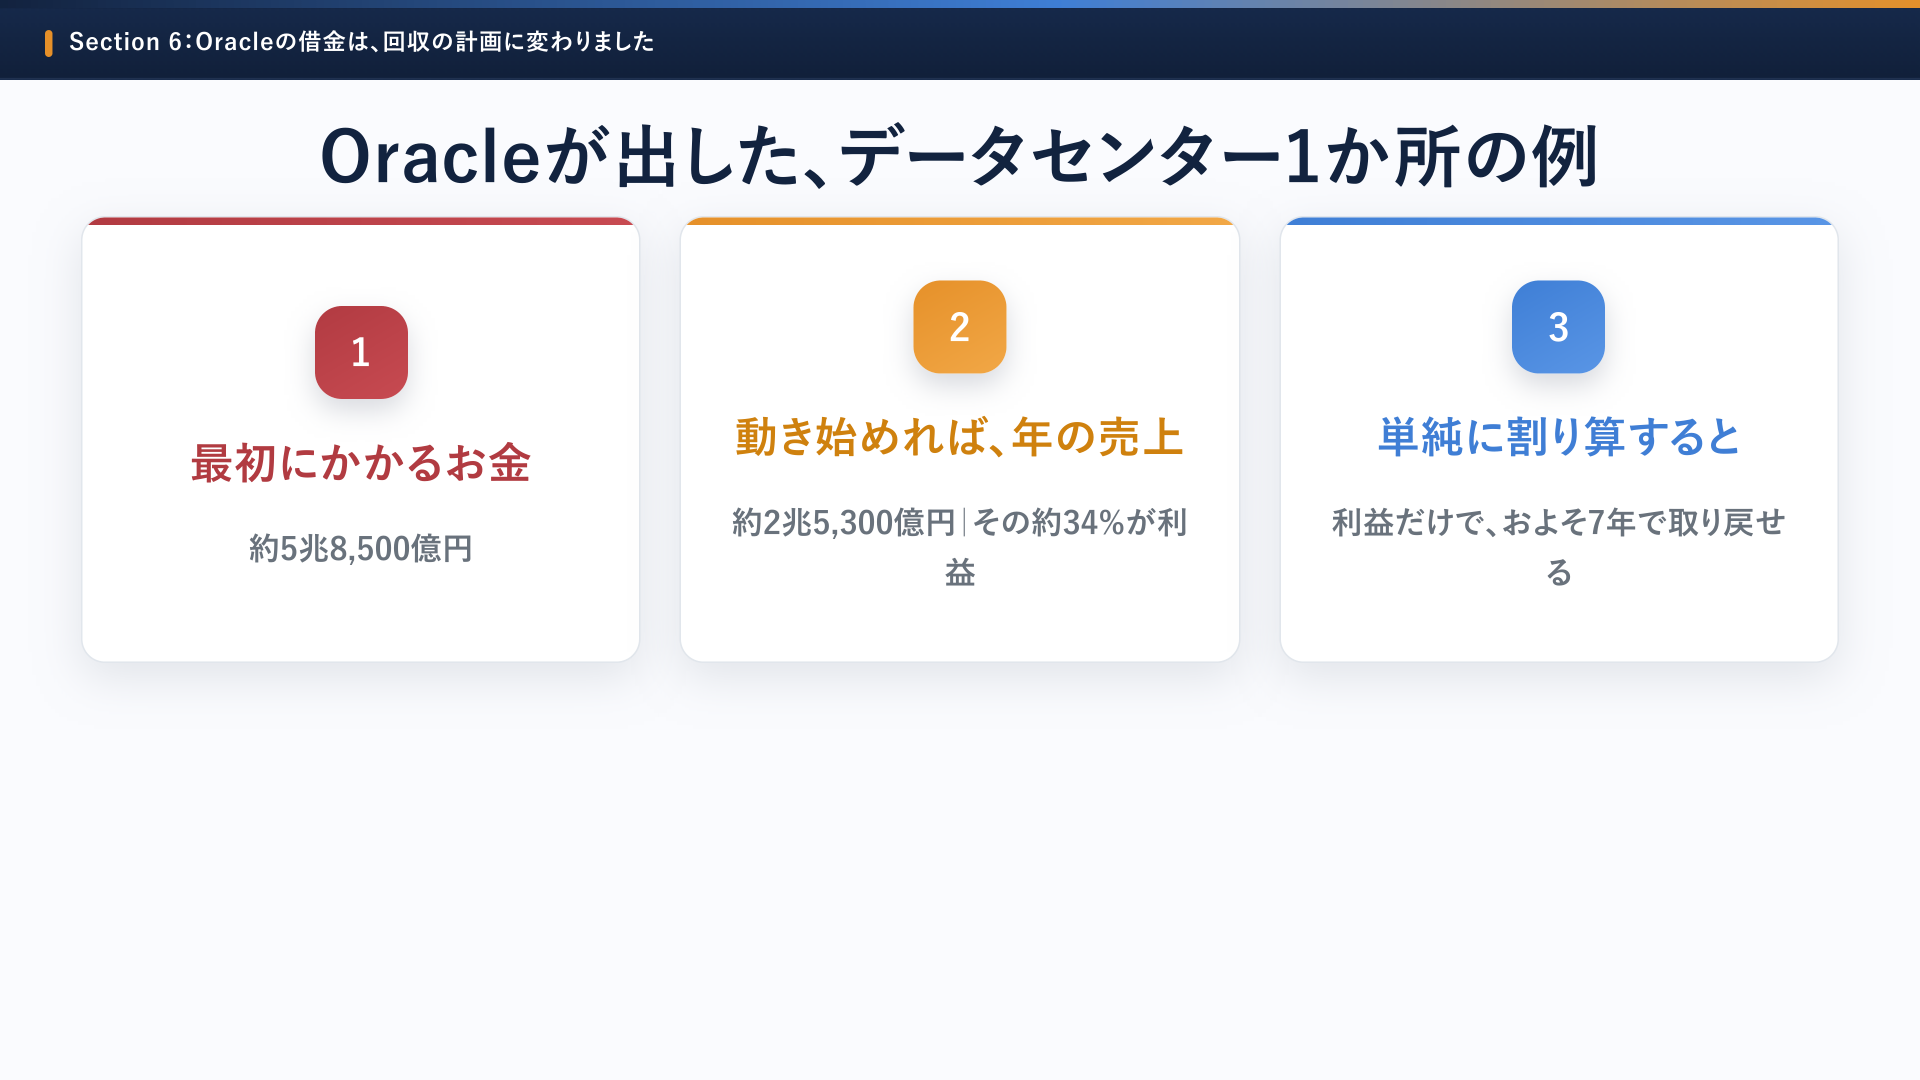 Section 6：Oracleの借金は、回収の計画に変わりました
Oracleが出した、データセンター1か所の例
1
最初にかかるお金
約5兆8,500億円
2
動き始めれば、年の売上
約2兆5,300億円｜その約34%が利
益
3
単純に割り算すると
利益だけで、およそ7年で取り戻せ
る